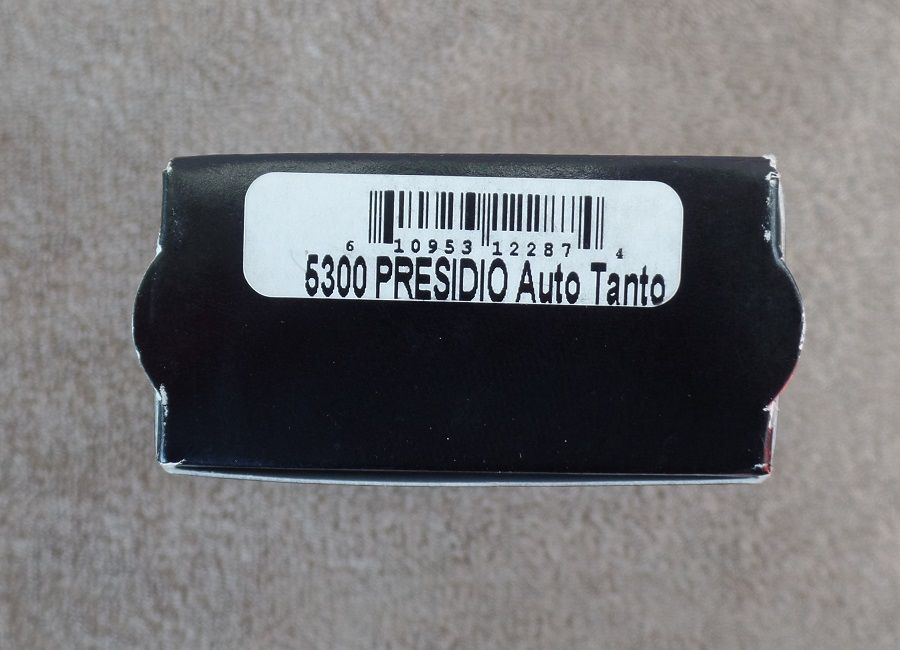 6 10953 12287 4
5300 PRESIDIO Auto Tanto